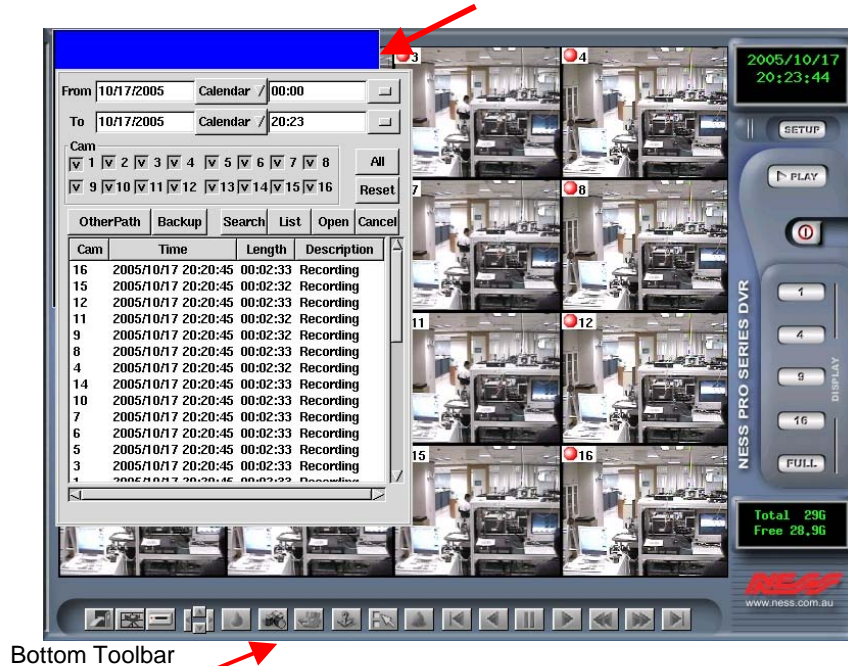 3
4
2005/10/17
20:23:44
From 10/17/2005 Calendar 00:00
To 10/17/2005 Calendar 20:23
SETUP
Cam
v 1 v 2 v 3 v 4 v 5 v 6 v 7 v 8 All
v 9 v 10 v 11 v 12 v 13 v 14 v 15 v 16 Reset
PLAY
7
8
OtherPath Backup Search List Open Cancel
Cam Time Length Description
16 2005/10/17 20:20:45 00:02:33 Recording
15 2005/10/17 20:20:45 00:02:32 Recording
12 2005/10/17 20:20:45 00:02:33 Recording
11 2005/10/17 20:20:45 00:02:32 Recording
9 2005/10/17 20:20:45 00:02:32 Recording
8 2005/10/17 20:20:45 00:02:33 Recording
4 2005/10/17 20:20:45 00:02:32 Recording
14 2005/10/17 20:20:45 00:02:33 Recording
10 2005/10/17 20:20:45 00:02:33 Recording
7 2005/10/17 20:20:45 00:02:33 Recording
6 2005/10/17 20:20:45 00:02:33 Recording
5 2005/10/17 20:20:45 00:02:33 Recording
3 2005/10/17 20:20:45 00:02:33 Recording
1 2005/10/17 20:20:45 00:02:33 Recording
11
12
15
16
NESS PRO SERIES DVR
1
4
9
16
FULL
DISPLAY
Total 29G
Free 28.9G
NESS
www.ness.com.au
Bottom Toolbar